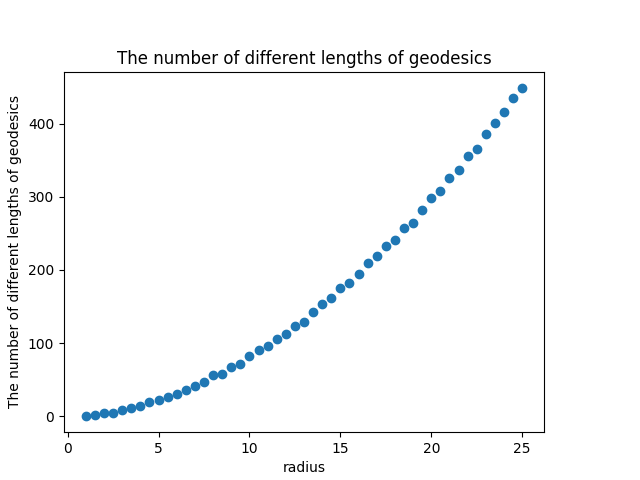 The number of different lengths of geodesics
The number of different lengths of geodesics
400
300
200
100
0
0 5 10 15 20 25
radius